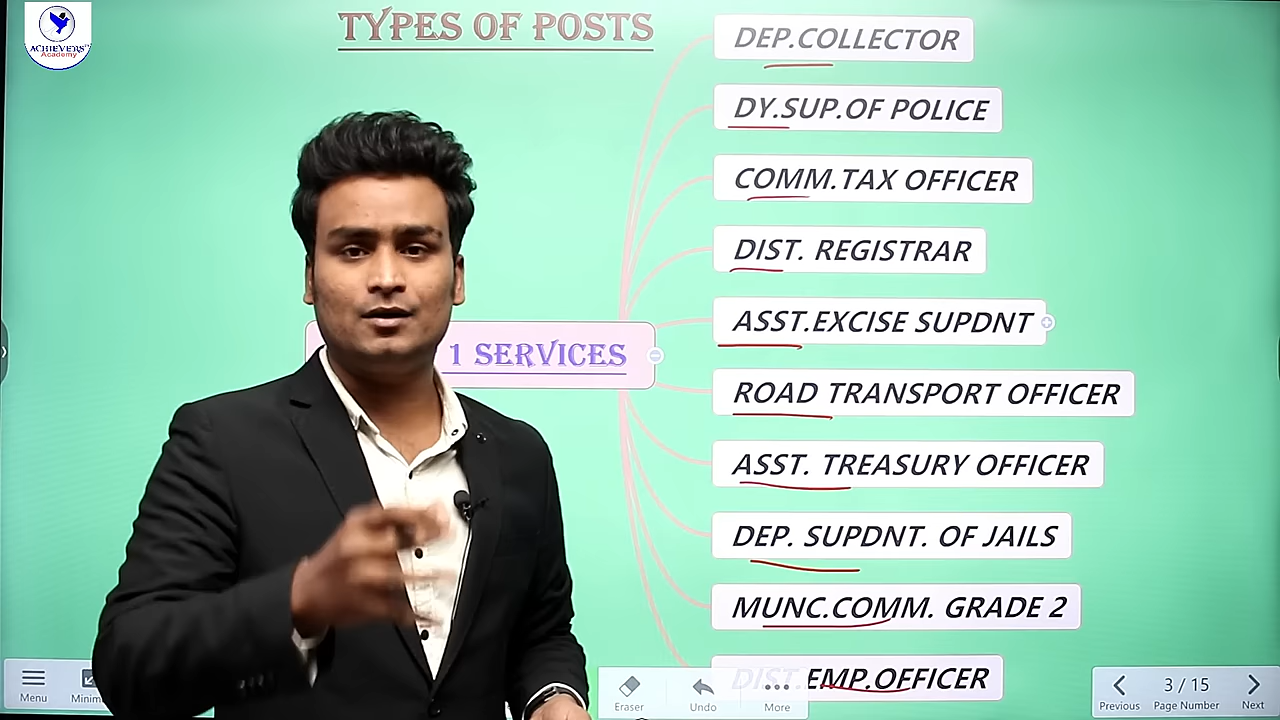 ACHIEVERS'
Academy
TYPES OF POSTS
1 SERVICES
DEP.COLLECTOR
DY.SUP.OF POLICE
COMM.TAX OFFICER
DIST. REGISTRAR
ASST.EXCISE SUPDNT
ROAD TRANSPORT OFFICER
ASST. TREASURY OFFICER
DEP. SUPDNT. OF JAILS
MUNC.COMM. GRADE 2
DIST.EMP.OFFICER
Menu
Minim
Eraser
Undo
More
Previous
3 / 15
Page Number
Next